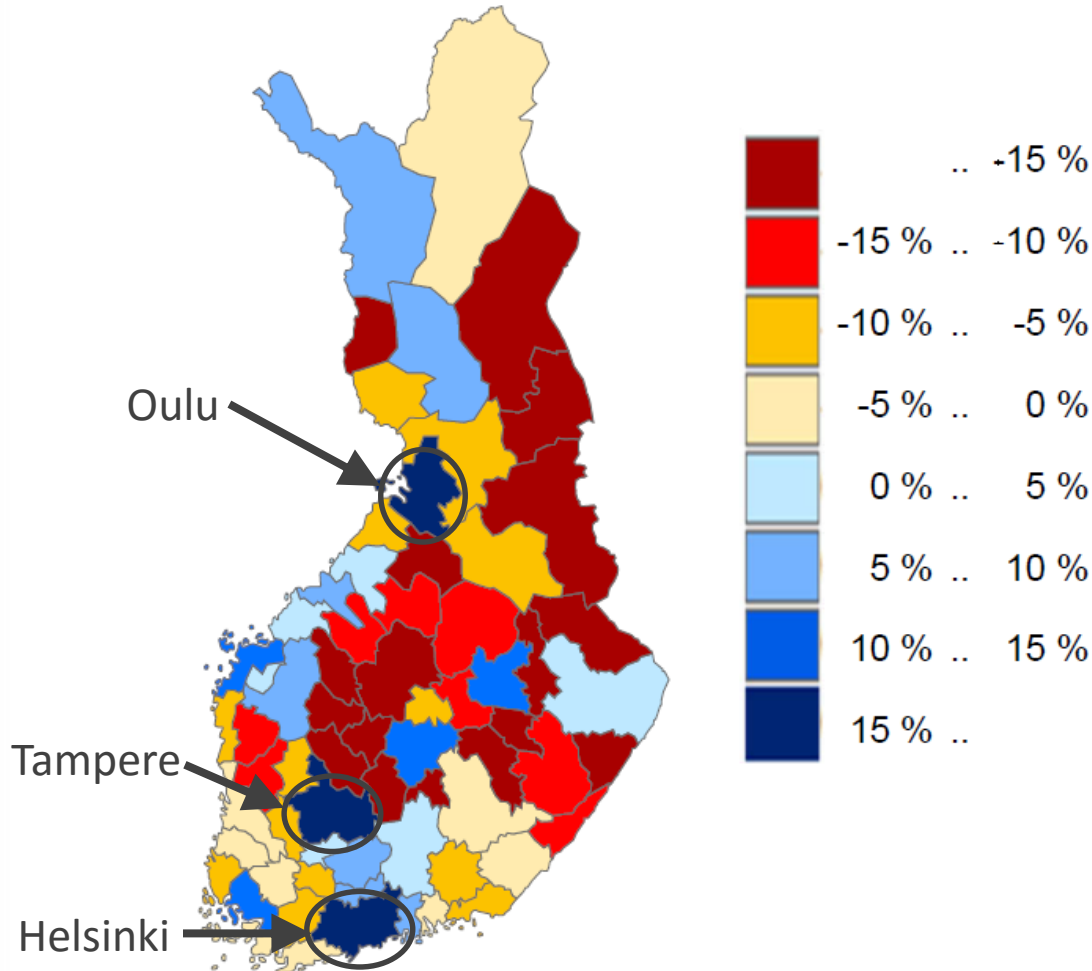 .. -15 %
-15 % .. -10 %
-10 % .. -5 %
-5 % .. 0 %
0 % .. 5 %
5 % .. 10 %
10 % .. 15 %
15 % ..
Oulu
Tampere
Helsinki